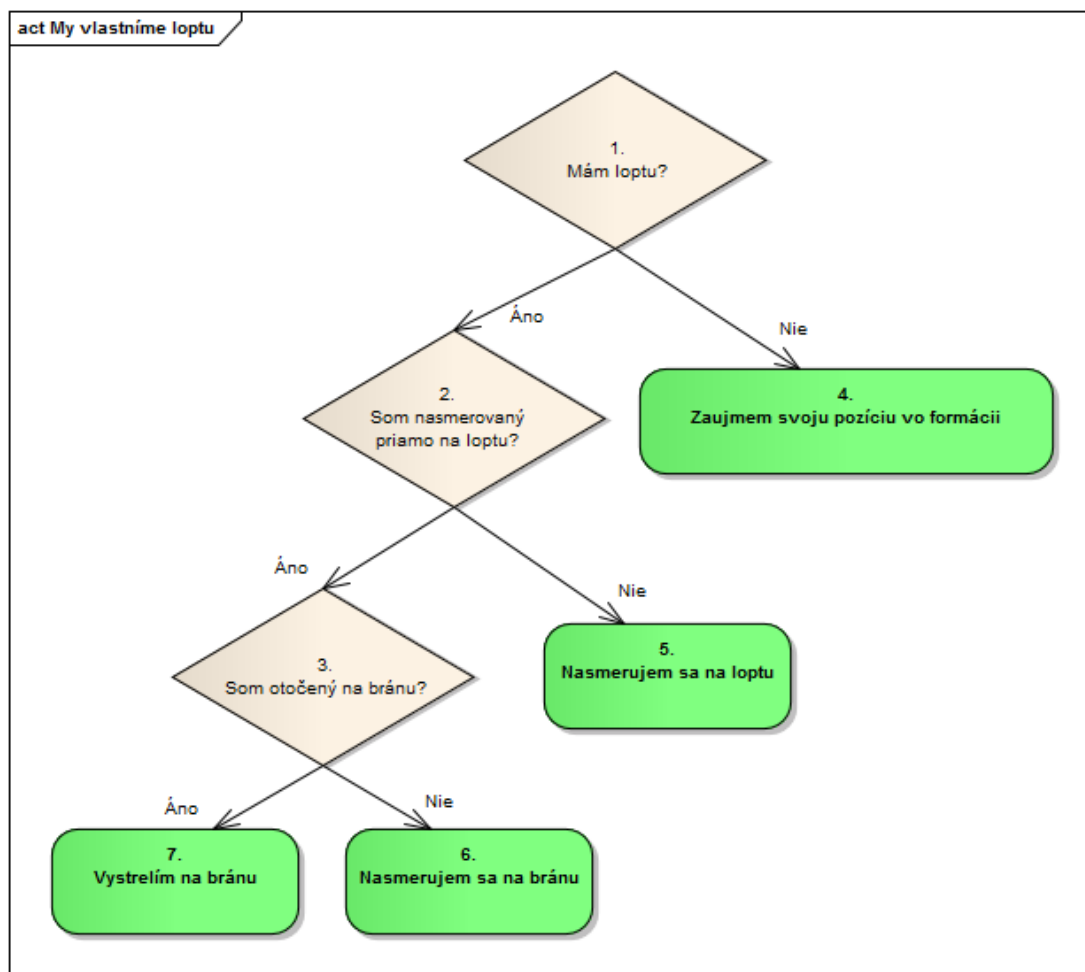 act My vlastníme loptu
1.
Mám loptu?
Áno
Nie
2.
Som nasmerovaný
priamo na loptu?
4.
Zaujmem svoju pozíciu vo formácii
Áno
Nie
3.
Som otočený na bránu?
5.
Nasmerujem sa na loptu
Áno
Nie
7.
Vystrelím na bránu
6.
Nasmerujem sa na bránu